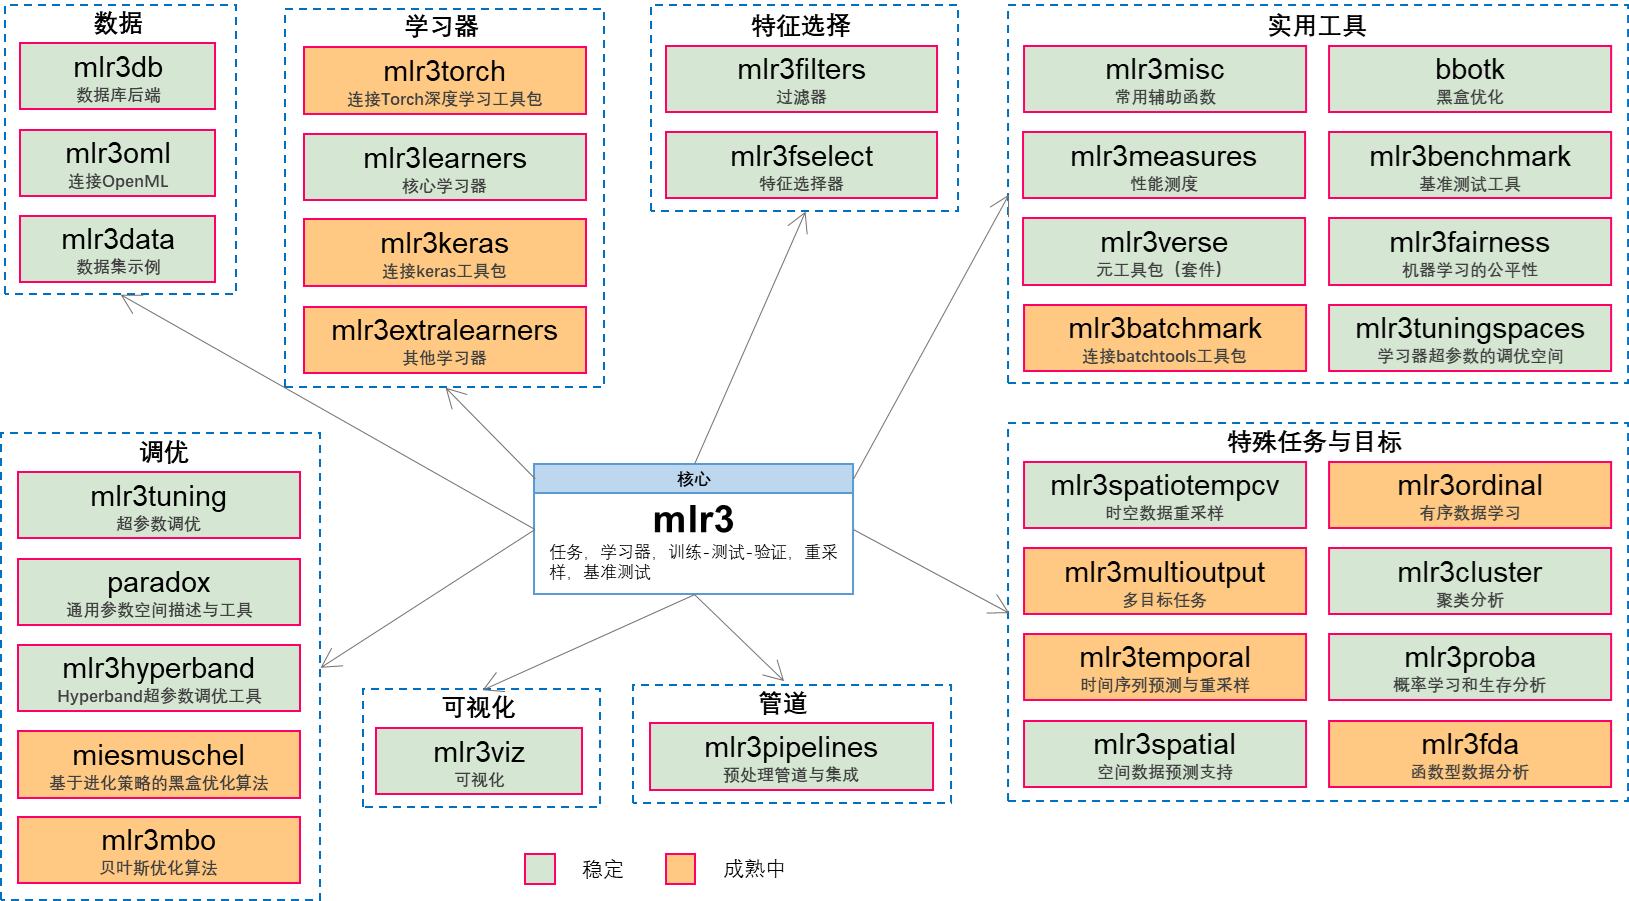 数据
mlr3db
数据库后端
mlr3oml
连接OpenML
mlr3data
数据集示例
学习器
mlr3torch
连接Torch深度学习工具包
mlr3learners
核心学习器
mlr3keras
连接keras工具包
mlr3extralearners
其他学习器
特征选择
mlr3filters
过滤器
mlr3fselect
特征选择器
实用工具
mlr3misc
常用辅助函数
bbotk
黑盒优化
mlr3measures
性能测度
mlr3benchmark
基准测试工具
mlr3verse
元工具包（套件）
mlr3fairness
机器学习的公平性
mlr3batchmark
连接batchtools工具包
mlr3tuningspaces
学习器超参数的调优空间
调优
mlr3tuning
超参数调优
paradox
通用参数空间描述与工具
mlr3hyperband
Hyperband超参数调优工具
miesmuschel
基于进化策略的黑盒优化算法
mlr3mbo
贝叶斯优化算法
核心
mlr3
任务，学习器，训练-测试-验证，重采
样，基准测试
特殊任务与目标
mlr3spatiotempcv
时空数据重采样
mlr3ordinal
有序数据学习
mlr3multioutput
多目标任务
mlr3cluster
聚类分析
mlr3temporal
时间序列预测与重采样
mlr3proba
概率学习和生存分析
mlr3spatial
空间数据预测支持
mlr3fda
函数型数据分析
可视化
mlr3viz
可视化
管道
mlr3pipelines
预处理管道与集成
稳定
成熟中